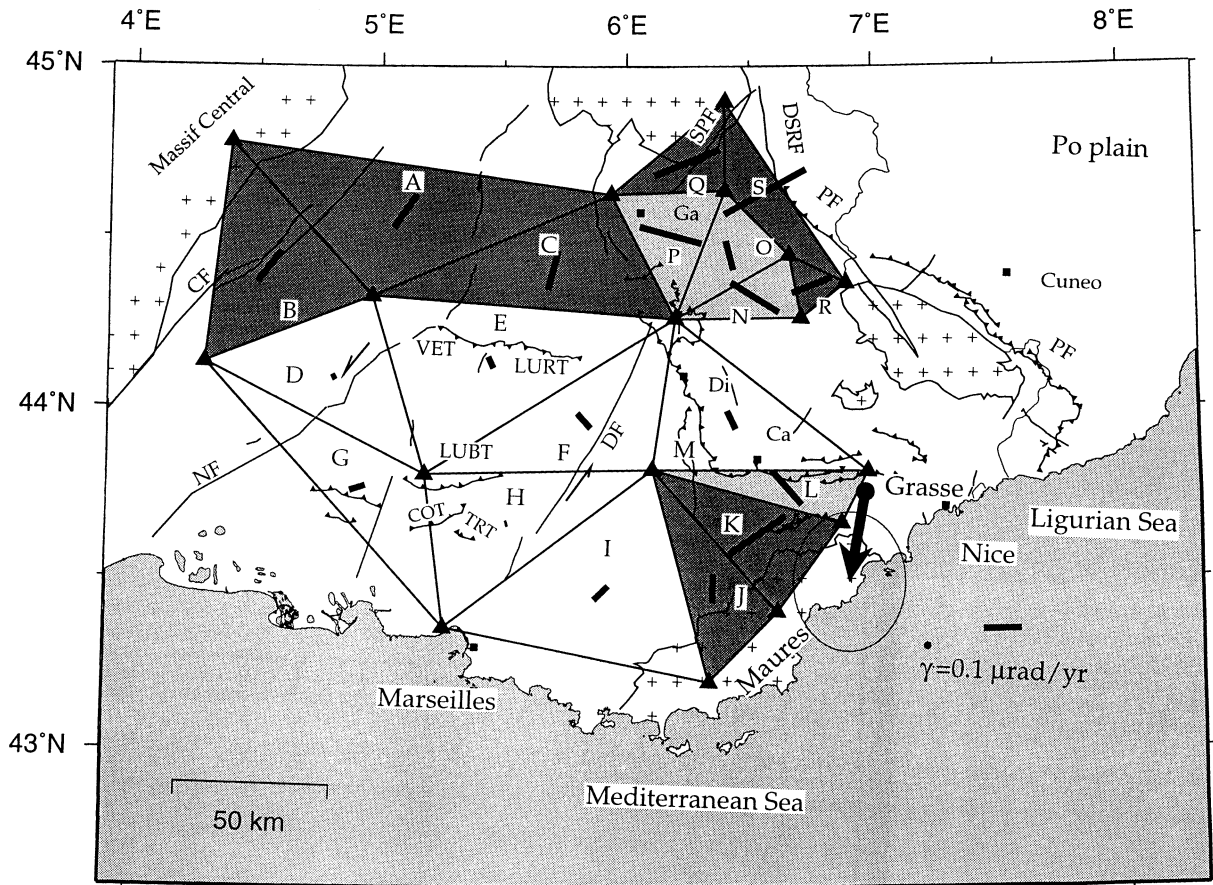 4°E 5°E 6°E 7°E 8°E
45°N
Massif Central
SPF
DSRF
Po plain
A
Q
S
PF
Ga
C
P
O
CF
Cuneo
B
E
N
R
VET
LURT
PF
D
Di
44°N
Ca
NF
G
LUBT
F
DF
M
L
Grasse
H
COT
TRT
K
Ligurian Sea
I
Nice
J
Maures
γ=0.1 μrad/yr
Marseilles
43°N
50 km
Mediterranean Sea